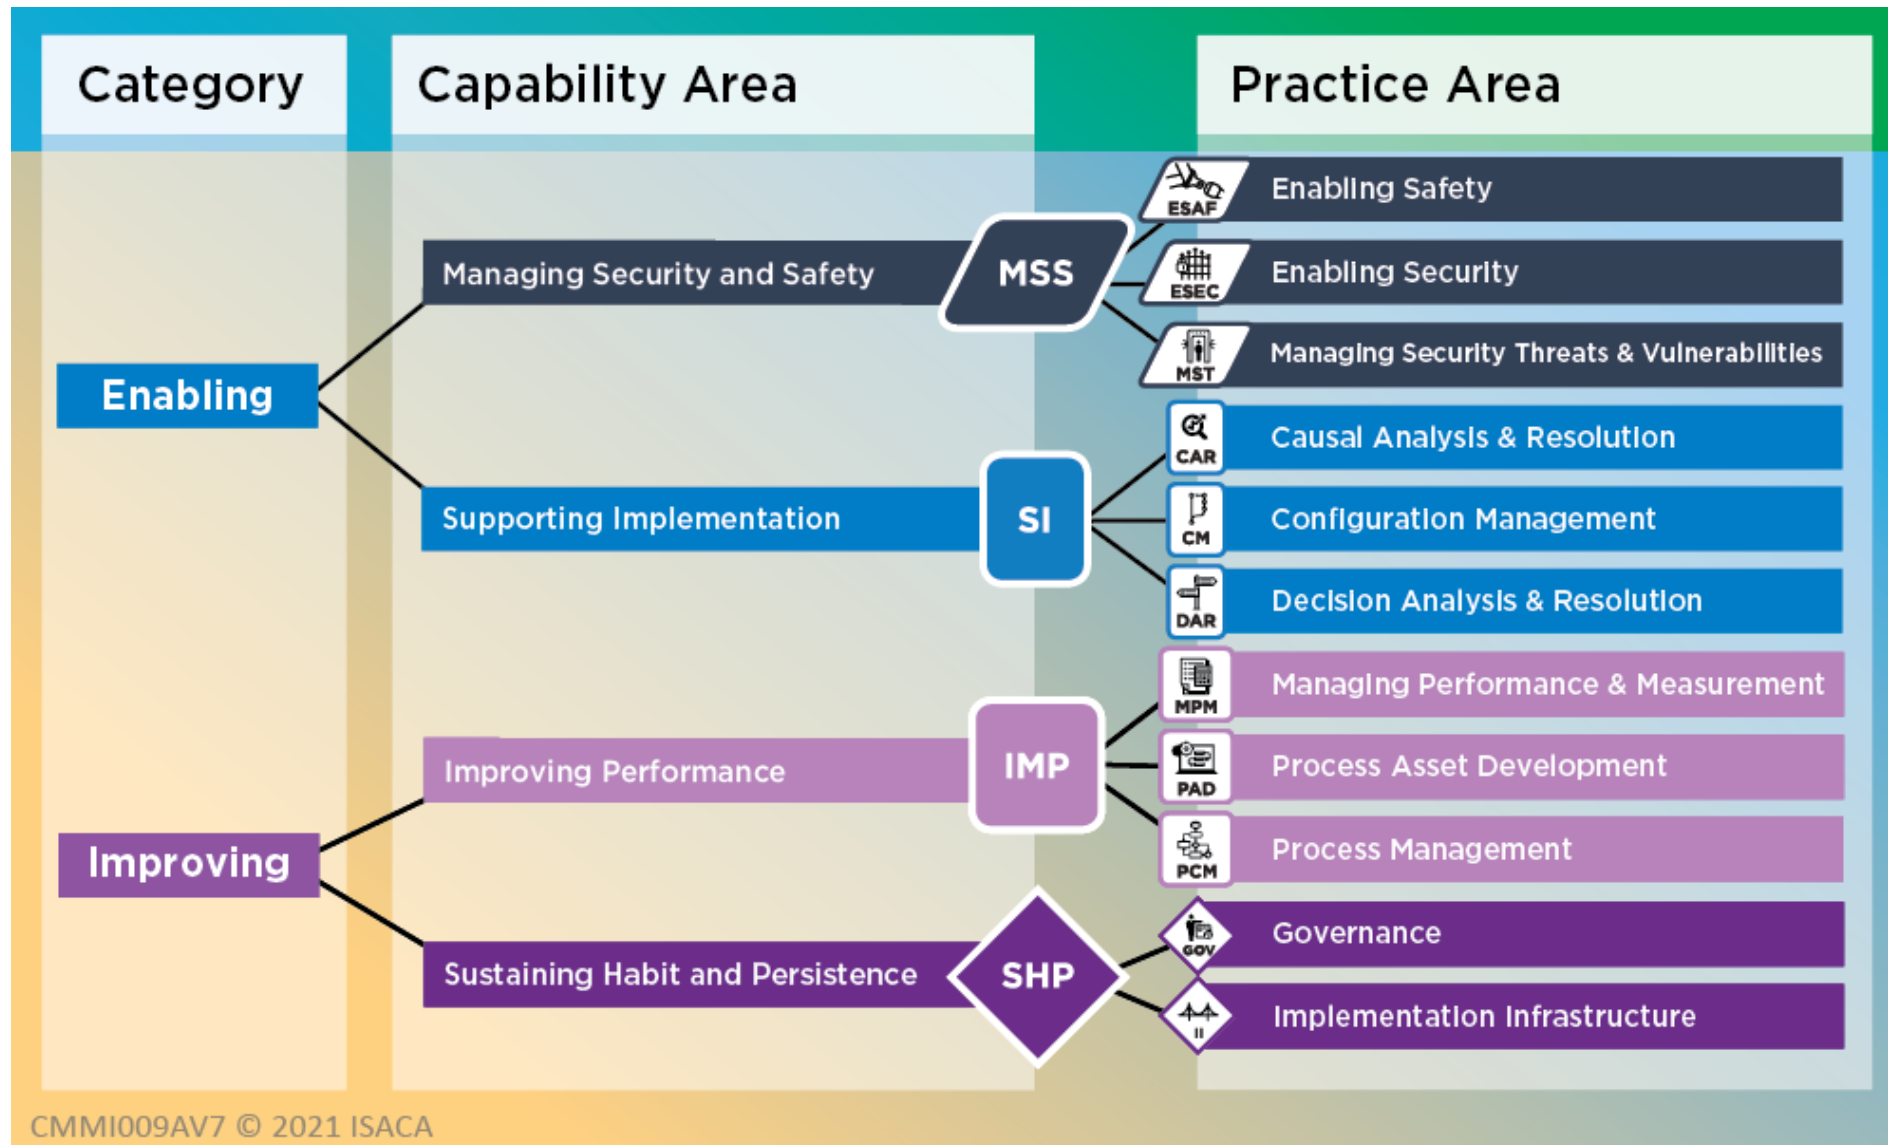 Category
Capability Area
Practice Area
ESAF
Enabling Safety
Managing Security and Safety
MSS
ESEC
Enabling Security
MST
Managing Security Threats & Vulnerabilities
Enabling
CAR
Causal Analysis & Resolution
Supporting Implementation
SI
CM
Configuration Management
DAR
Decision Analysis & Resolution
MPM
Managing Performance & Measurement
Improving Performance
IMP
PAD
Process Asset Development
Improving
PCM
Process Management
GOV
Governance
Sustaining Habit and Persistence
SHP
II
Implementation Infrastructure
CMMI009AV7 © 2021 ISACA